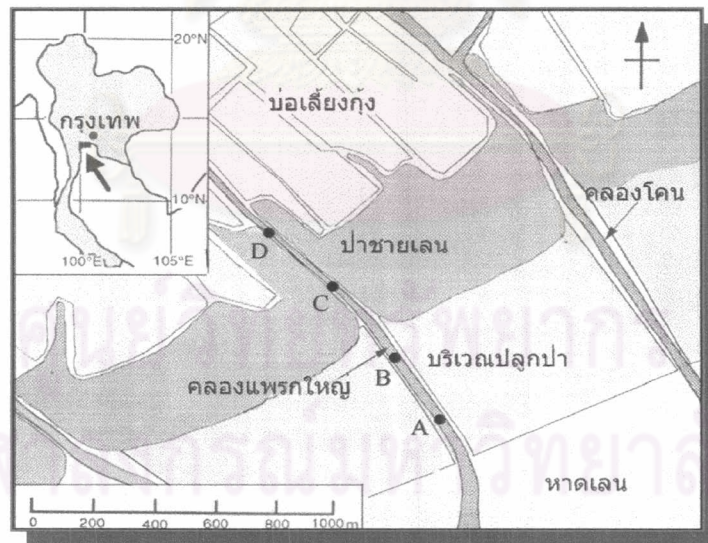 20°N
กรุงเทพ
10°N
100°E
105°E
บ่อเลี้ยงกุ้ง
คลองโคน
D
ป่าชายเลน
C
บริเวณปลูกป่า
B
คลองแพรกใหญ่
A
หาดเลน
0 200 400 600 800 1000 m